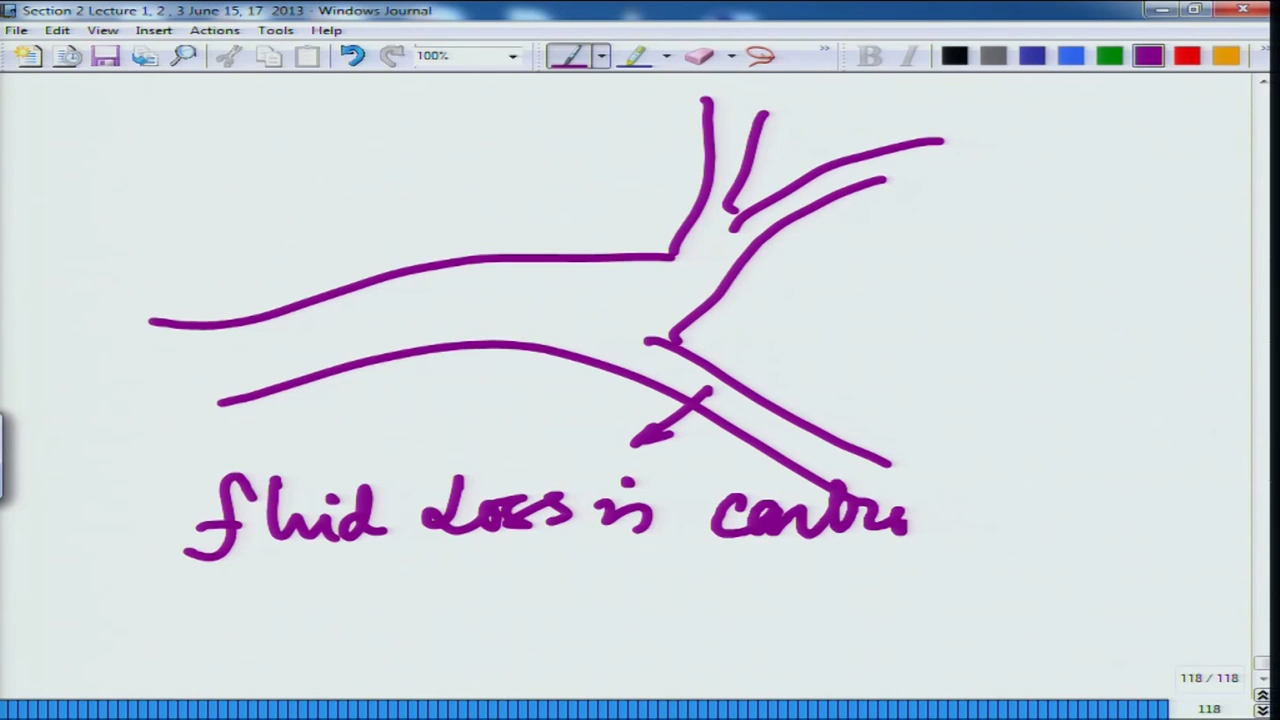 Section 2 Lecture 1, 2 , 3 June 15, 17 2013 - Windows Journal
File Edit View Insert Actions Tools Help
100% B I
fluid Loss is
118 / 118
118